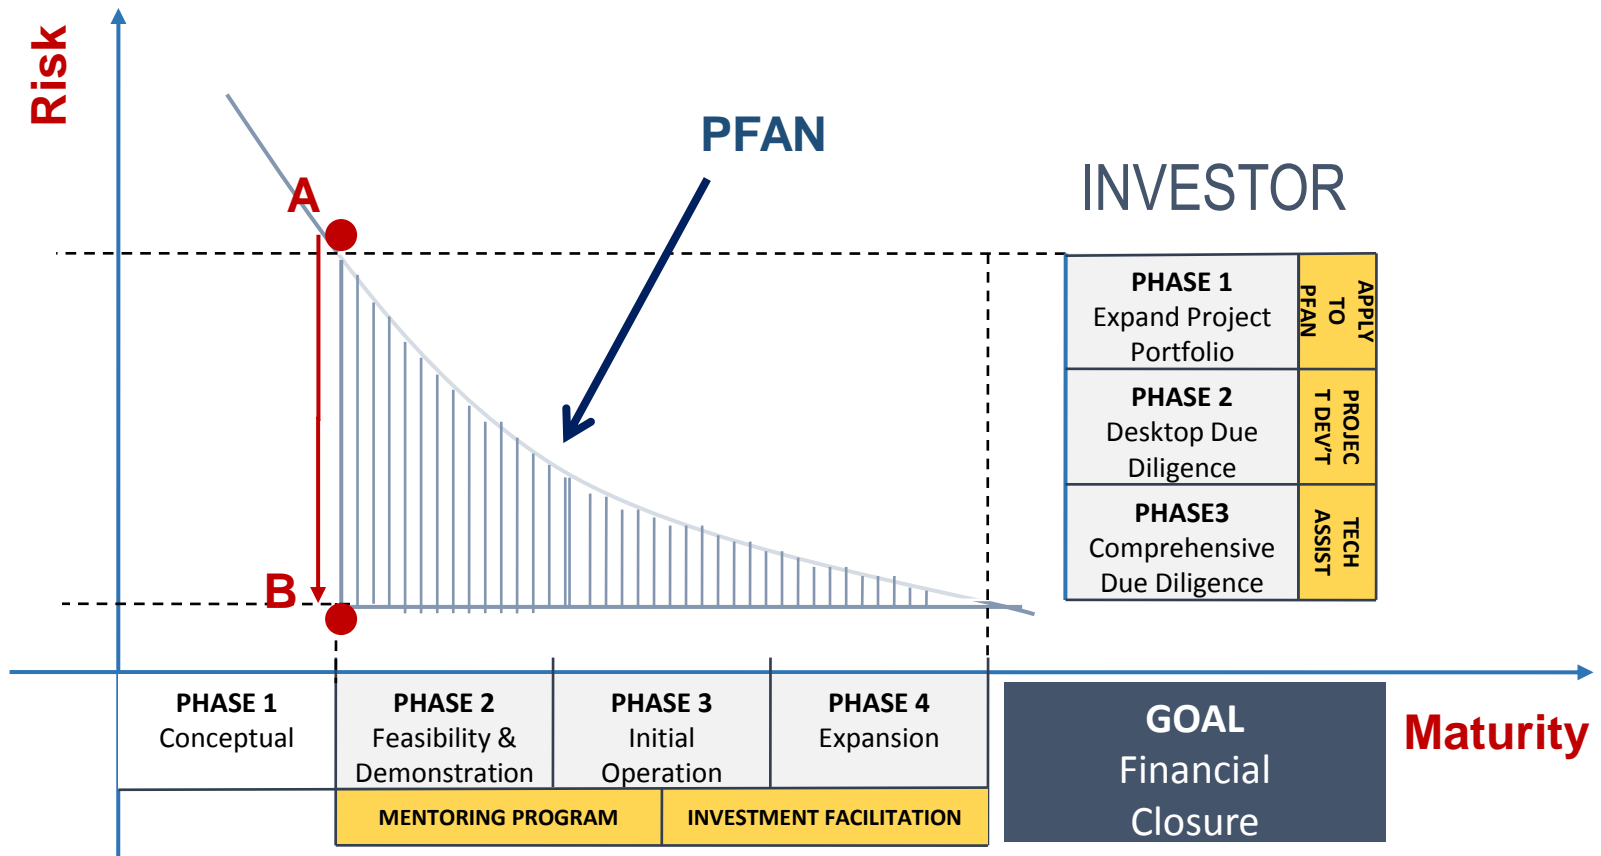 Risk
PFAN
A
INVESTOR
PHASE 1
Expand Project
Portfolio
APPLY
TO
PFAN
PHASE 2
Desktop Due
Diligence
PROJEC
T DEV'T
PHASE3
Comprehensive
Due Diligence
TECH
ASSIST
B
PHASE 1
Conceptual
PHASE 2
Feasibility &
Demonstration
PHASE 3
Initial
Operation
PHASE 4
Expansion
GOAL
Financial
Closure
Maturity
MENTORING PROGRAM
INVESTMENT FACILITATION